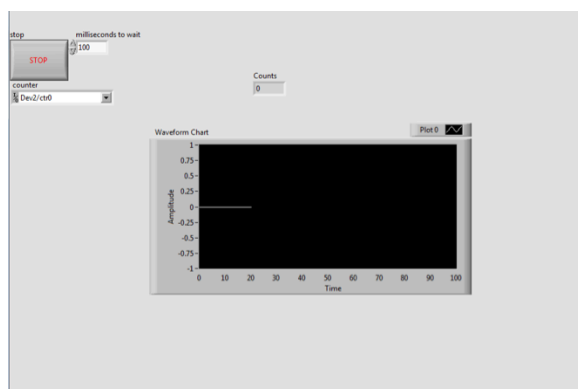 stop
milliseconds to wait
STOP
100
counter
Dev2/ctr0
Counts
0
Waveform Chart
Plot 0
Amplitude
1
0.75
0.5
0.25
0
-0.25
-0.5
-0.75
-1
0 10 20 30 40 50 60 70 80 90 100
Time